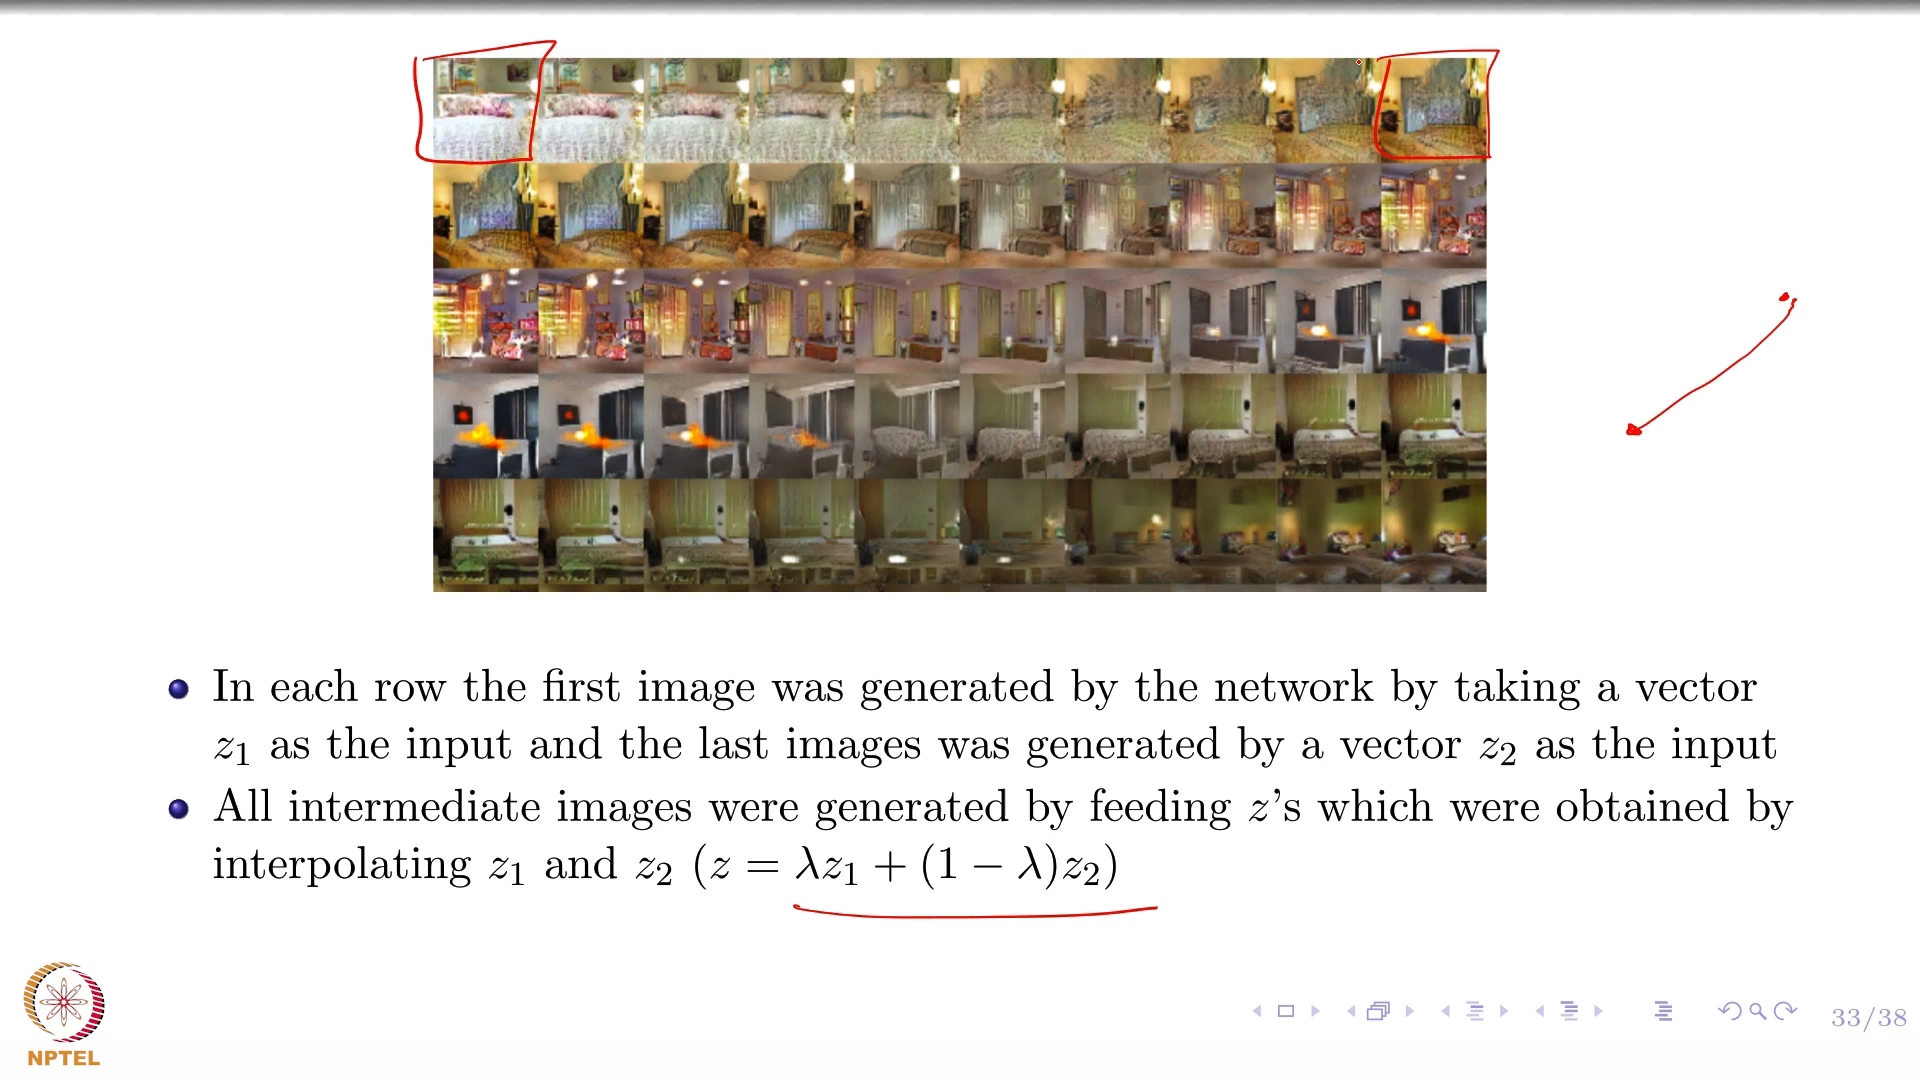 In each row the first image was generated by the network by taking a vector
z₁ as the input and the last images was generated by a vector z₂ as the input
All intermediate images were generated by feeding z’s which were obtained by
interpolating z₁ and z₂ (z = λz₁ + (1 − λ)z₂)
NPTEL
33/38